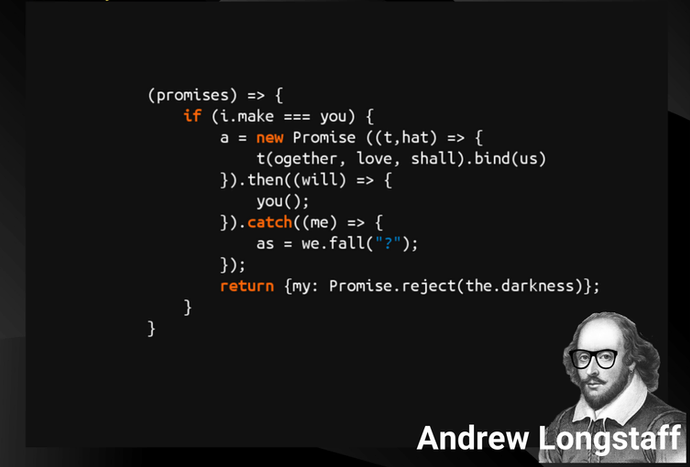 (promises) => {
if (i.make === you) {
a = new Promise ((t,hat) => {
t(ogether, love, shall).bind(us)
}).then((will) => {
you();
}).catch((me) => {
as = we.fall("?");
});
return {my: Promise.reject(the.darkness)};
}
}
Andrew Longstaff